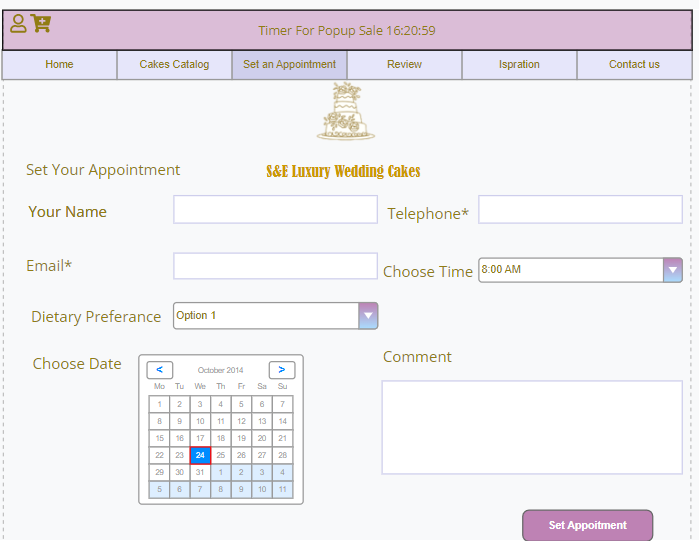 Timer For Popup Sale 16:20:59
Home Cakes Catalog Set an Appointment Review Ispration Contact us
Set Your Appointment
S&E Luxury Wedding Cakes
Your Name
Telephone*
Email*
Choose Time 8:00 AM
Dietary Preferance Option 1
Choose Date
Comment
< October 2014 >
Mo Tu We Th Fr Sa Su
1 2 3 4 5 6 7
8 9 10 11 12 13 14
15 16 17 18 19 20 21
22 23 24 25 26 27 28
29 30 31 1 2 3 4
5 6 7 8 9 10 11
Set Appoitment